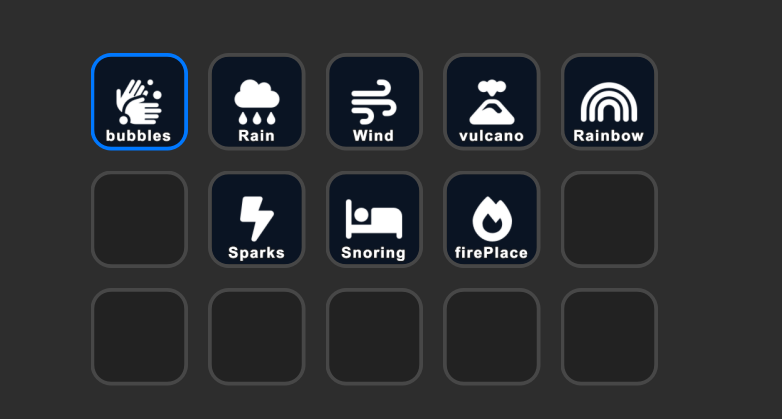 bubbles
Rain
Wind
vulcano
Rainbow
Sparks
Snoring
firePlace